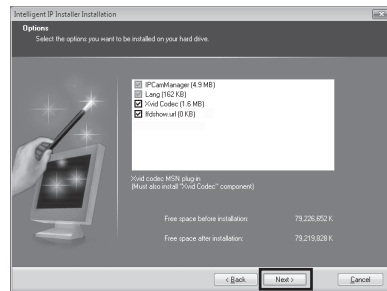 Intelligent IP Installer Installation
Options
Select the options you want to be installed on your hard drive.
IPCamManager (4.9 MB)
Lang (162 KB)
Xvid Codec (1.6 MB)
ffdshow.url (0 KB)
Xvid codec MSN plug-in
(Must also install "Xvid Codec" component)
Free space before installation: 79,226,652 K
Free space after installation: 79,219,828 K
< Back
Next >
Cancel